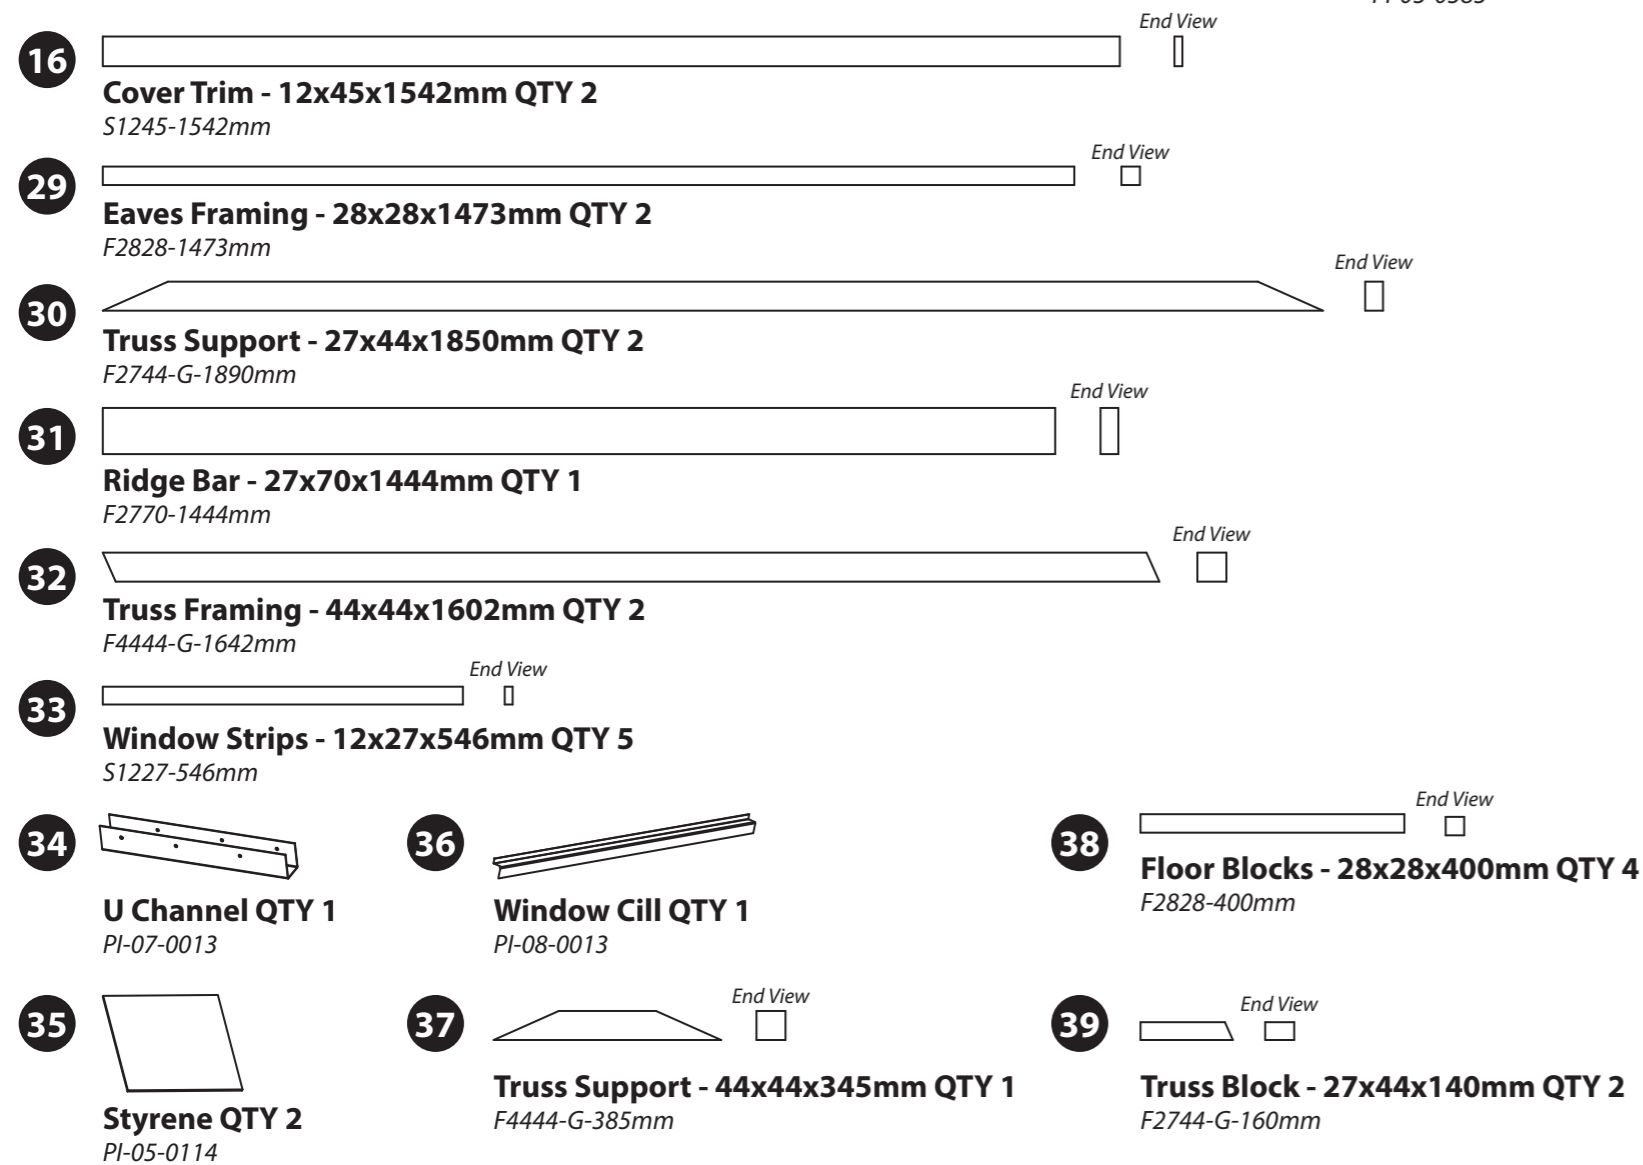 End View
16
Cover Trim - 12x45x1542mm QTY 2
S1245-1542mm
End View
29
Eaves Framing - 28x28x1473mm QTY 2
F2828-1473mm
End View
30
Truss Support - 27x44x1850mm QTY 2
F2744-G-1890mm
End View
31
Ridge Bar - 27x70x1444mm QTY 1
F2770-1444mm
End View
32
Truss Framing - 44x44x1602mm QTY 2
F4444-G-1642mm
End View
33
Window Strips - 12x27x546mm QTY 5
S1227-546mm
34
U Channel QTY 1
PI-07-0013
36
Window Cill QTY 1
PI-08-0013
End View
38
Floor Blocks - 28x28x400mm QTY 4
F2828-400mm
35
Styrene QTY 2
PI-05-0114
End View
37
Truss Support - 44x44x345mm QTY 1
F4444-G-385mm
End View
39
Truss Block - 27x44x140mm QTY 2
F2744-G-160mm